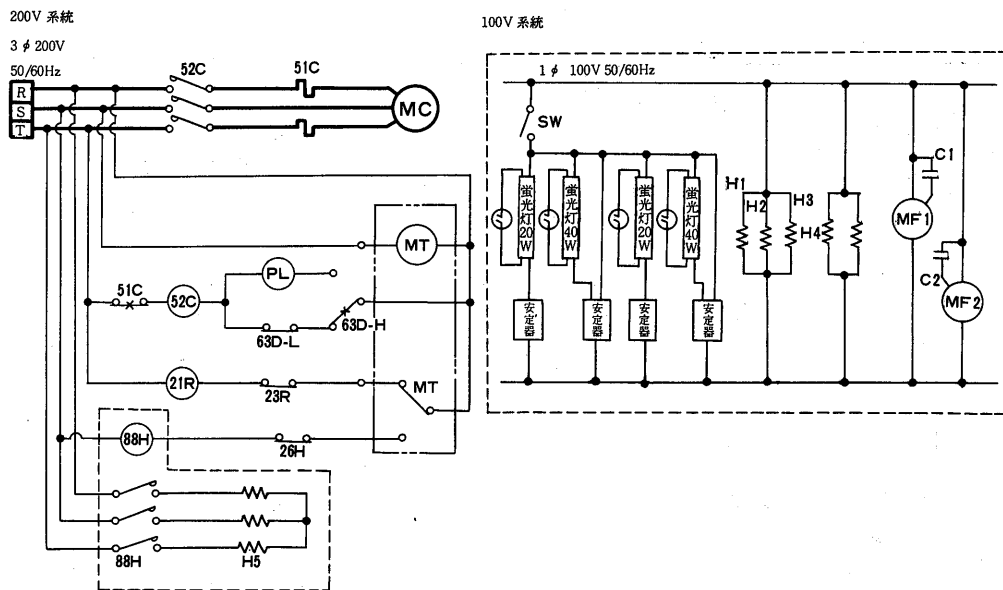 200V 系統
3 φ 200V
50/60Hz
R
S
T
52C
51C
MC
MT
PL
51C
52C
63D-L
63D-H
21R
23R
MT
88H
26H
88H
H5
100V 系統
1 φ 100V 50/60Hz
SW
蛍光灯20W
蛍光灯40W
蛍光灯20W
蛍光灯40W
安定器
安定器
安定器
安定器
H1
H2
H3
H4
C1
MF1
C2
MF2